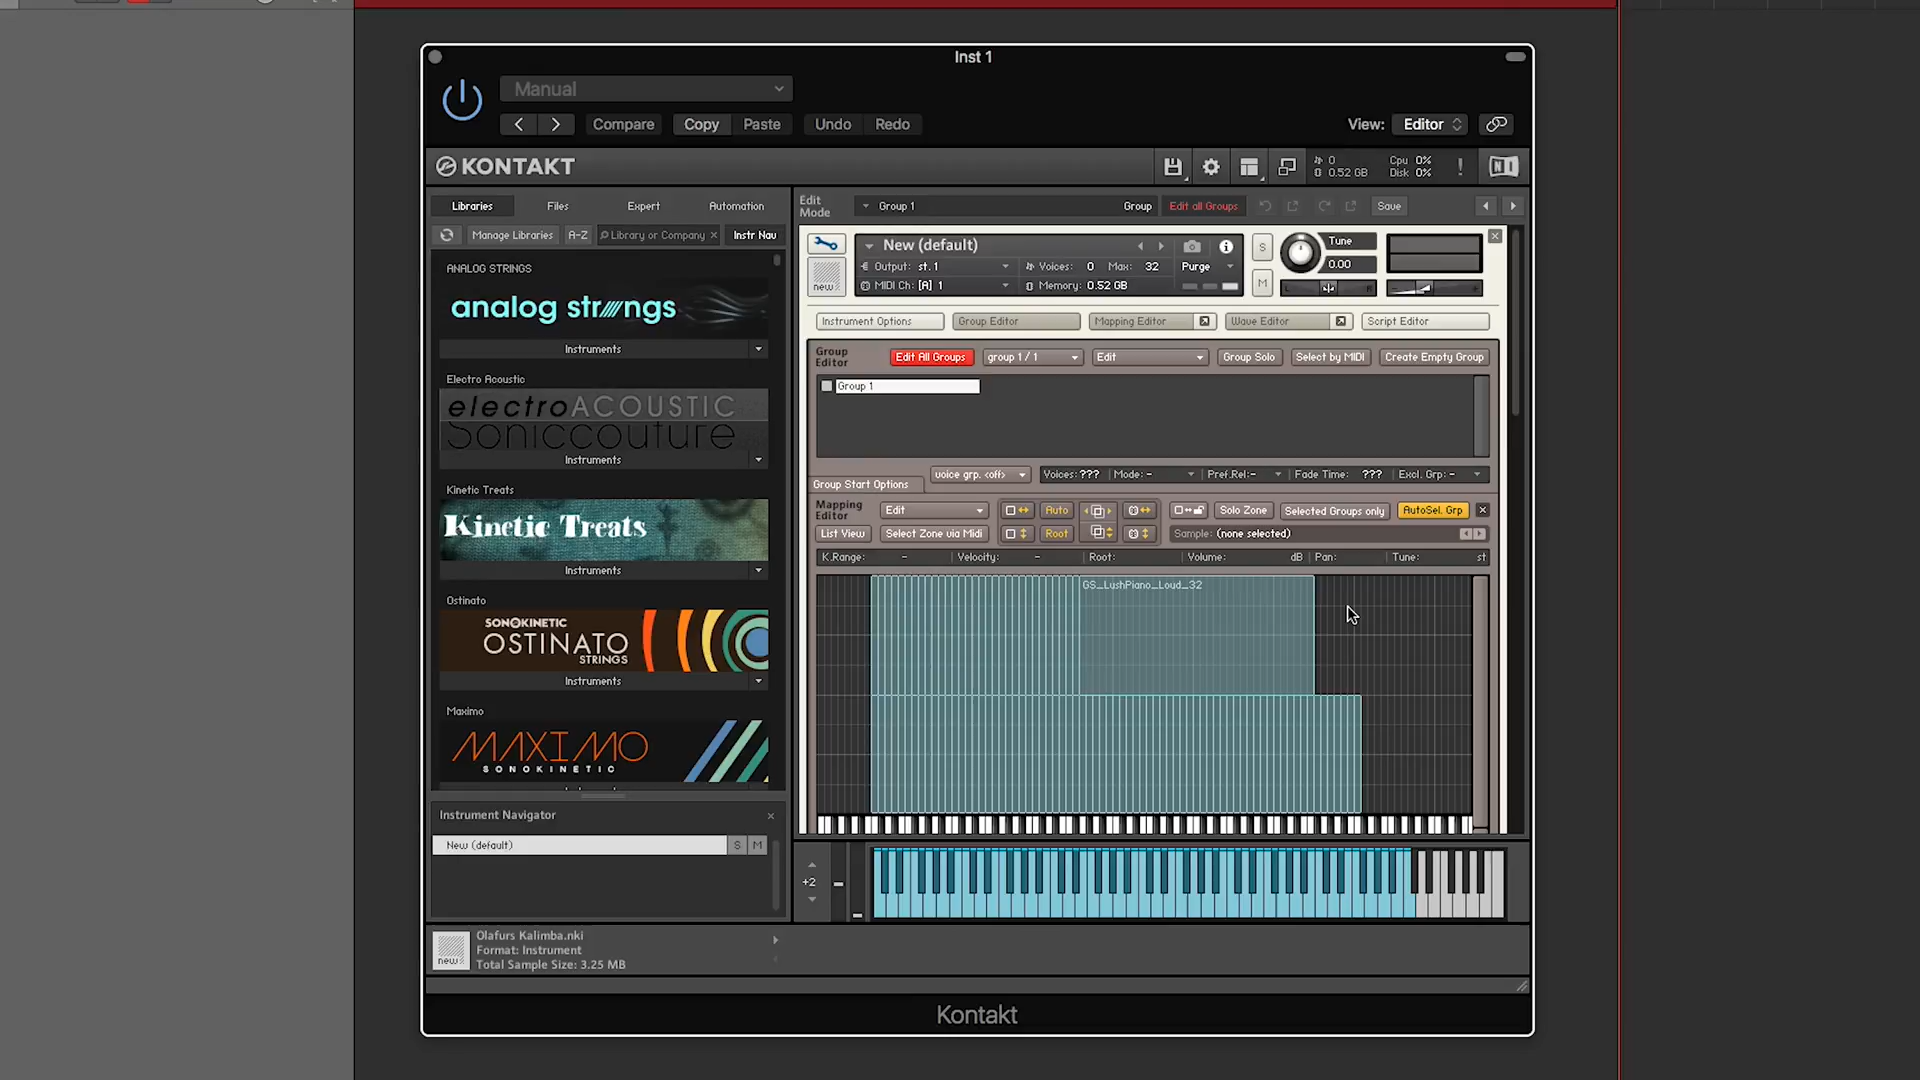 Inst 1
Manual
Compare
Copy
Paste
Undo
Redo
View:
Editor
KONTAKT
0
0.52 GB
Cpu 0%
Disk 0%
!
Libraries
Files
Expert
Automation
Edit Mode
Group 1
Group
Edit all Groups
Save
Manage Libraries
A-Z
Library or Company
Instr Nav
New (default)
S
Tune
0.00
Output: st. 1
Voices: 0 Max: 32
Purge
MIDI Ch: [A] 1
Memory: 0.52 GB
M
L
R
new
ANALOG STRINGS
analog strings
Instruments
Instrument Options
Group Editor
Mapping Editor
Wave Editor
Script Editor
Group Editor
Edit All Groups
group 1 / 1
Edit
Group Solo
Select by MIDI
Create Empty Group
Group 1
Electro Acoustic
electroACOUSTIC
Soniccouture
Instruments
voice grp. <off>
Voices: ???
Mode: -
Pref.Rel:-
Fade Time: ???
Excl. Grp: -
Group Start Options
Kinetic Treats
Kinetic Treats
Instruments
Mapping Editor
Edit
Auto
Solo Zone
Selected Groups only
AutoSel. Grp
List View
Select Zone via Midi
Root
Sample: (none selected)
K.Range: -
Velocity: -
Root:
Volume: dB
Pan:
Tune: st
GS_LushPiano_Loud_32
Ostinato
SONOKINETIC
OSTINATO
STRINGS
Instruments
Maximo
MAXIMO
SONOKINETIC
Instrument Navigator
New (default)
S
M
+2
new
Olafurs Kalimba.nki
Format: Instrument
Total Sample Size: 3.25 MB
Kontakt